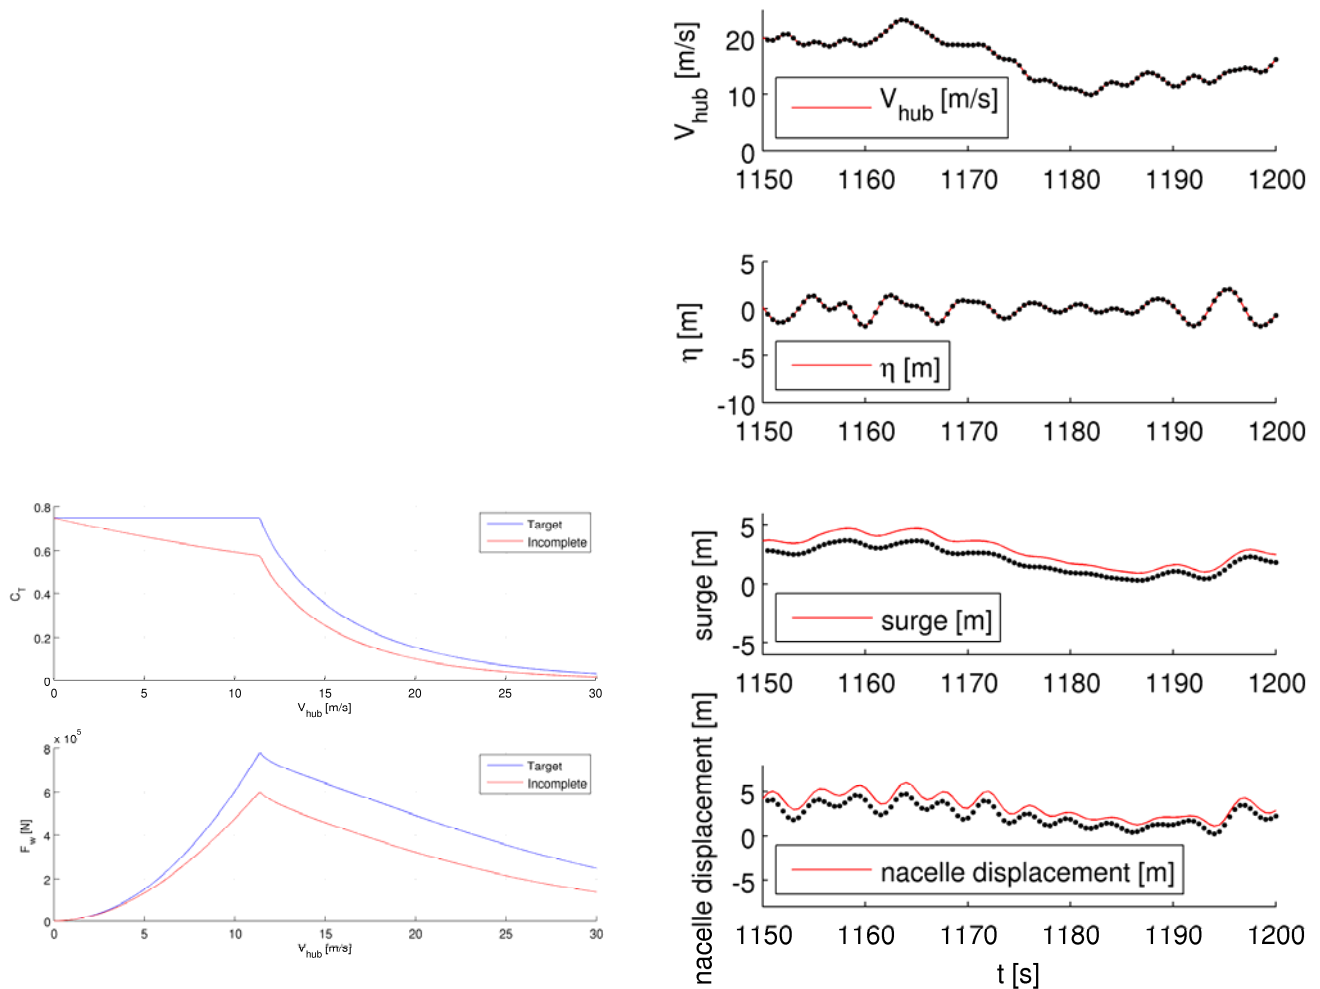 0.8
0.6
0.4
0.2
0
C_T
Target
Incomplete
0 5 10 15 20 25 30
V_hub [m/s]
x 10^5
8
6
4
2
0
F_w [N]
Target
Incomplete
0 5 10 15 20 25 30
V_hub [m/s]
20
10
0
V_hub [m/s]
V_hub [m/s]
1150 1160 1170 1180 1190 1200
5
0
-5
-10
η [m]
η [m]
1150 1160 1170 1180 1190 1200
5
0
-5
surge [m]
surge [m]
1150 1160 1170 1180 1190 1200
5
0
-5
nacelle displacement [m]
nacelle displacement [m]
1150 1160 1170 1180 1190 1200
t [s]